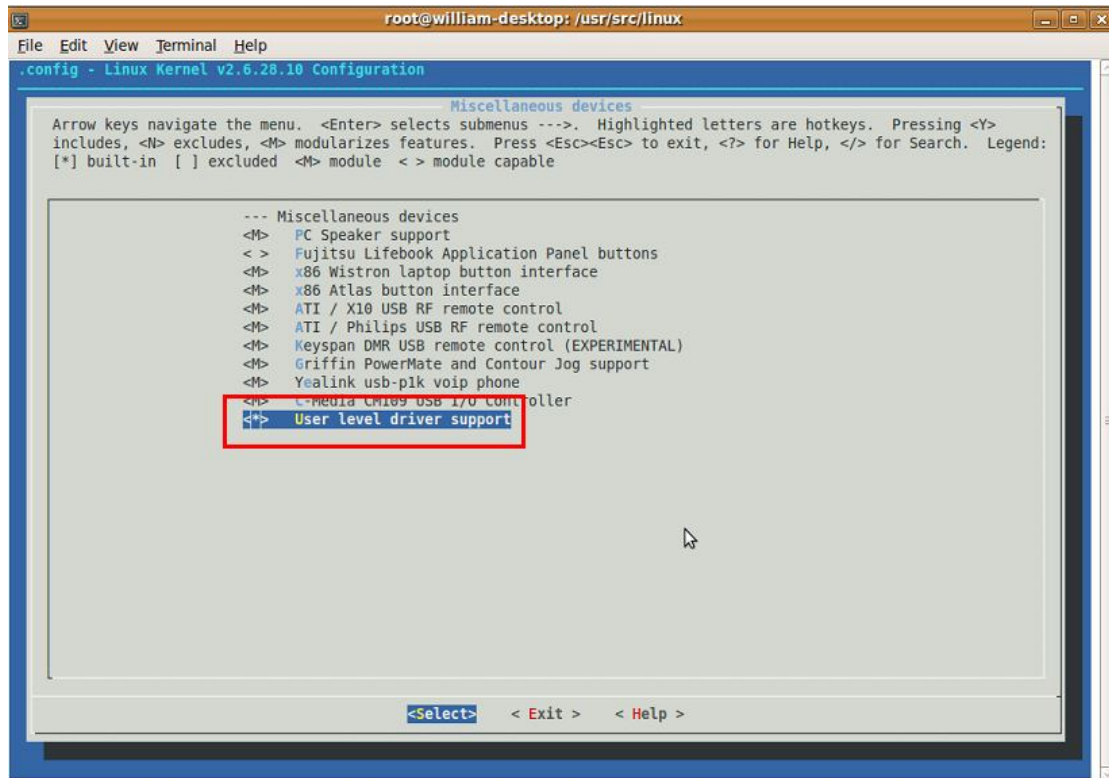 root@william-desktop: /usr/src/linux
File Edit View Terminal Help
.config - Linux Kernel v2.6.28.10 Configuration
Miscellaneous devices
Arrow keys navigate the menu. <Enter> selects submenus --->. Highlighted letters are hotkeys. Pressing <Y>
includes, <N> excludes, <M> modularizes features. Press <Esc><Esc> to exit, <?> for Help, </> for Search. Legend:
[*] built-in [ ] excluded <M> module < > module capable
--- Miscellaneous devices
<M> PC Speaker support
< > Fujitsu Lifebook Application Panel buttons
<M> x86 Wistron laptop button interface
<M> x86 Atlas button interface
<M> ATI / X10 USB RF remote control
<M> ATI / Philips USB RF remote control
<M> Keyspan DMR USB remote control (EXPERIMENTAL)
<M> Griffin PowerMate and Contour Jog support
<M> Yealink usb-p1k voip phone
<M> C-Media CM109 USB I/O Controller
<*> User level driver support
<Select> < Exit > < Help >